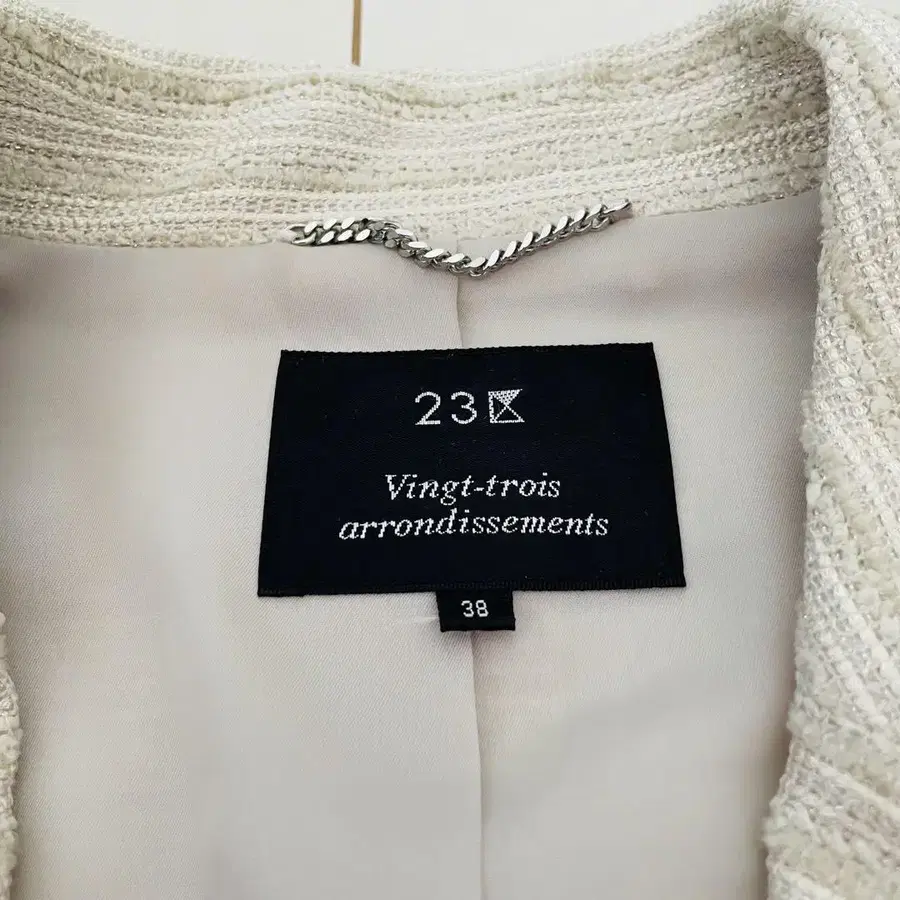 23区
Vingt-trois
arrondissements
38